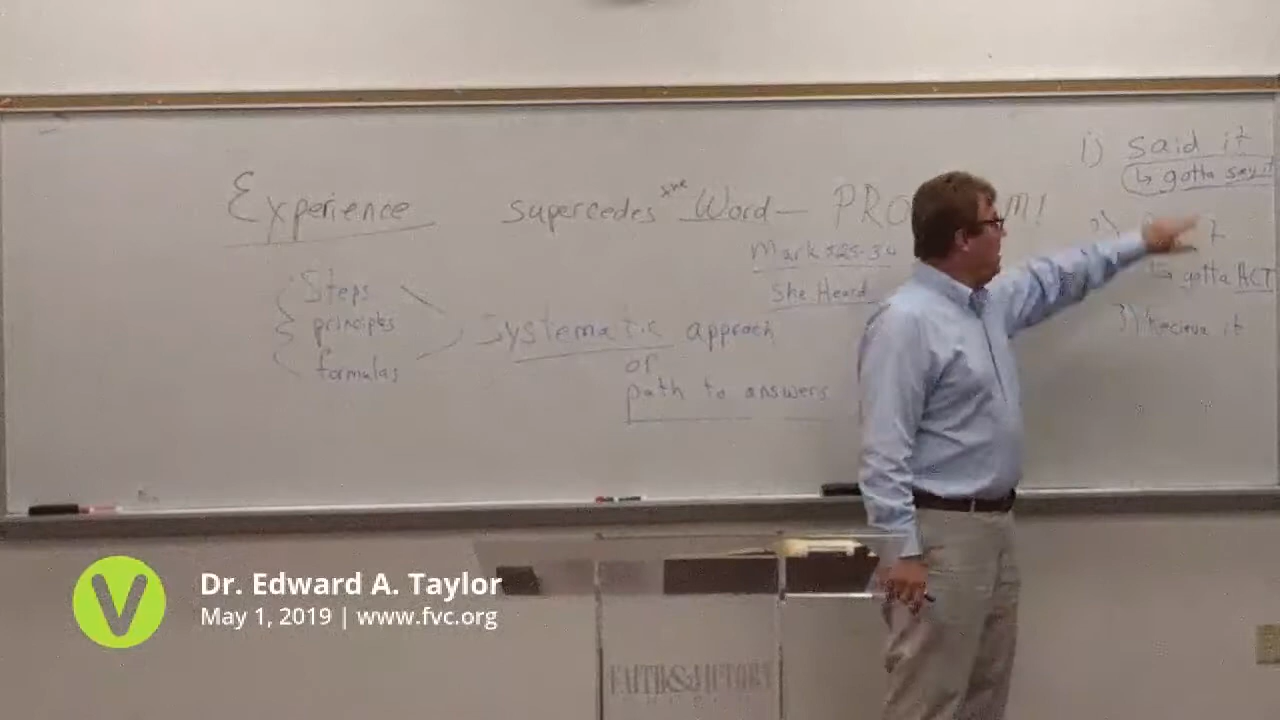 Experience supercedes the Word — PRO M!
Mark 5:25-34
She Heard
Steps
principles
formulas
Systematic approach
or
path to answers
1) said it
↳ gotta say it
2)
↳ gotta ACT
3) Recieve it
Dr. Edward A. Taylor
May 1, 2019 | www.fvc.org
FAITH & VICTORY